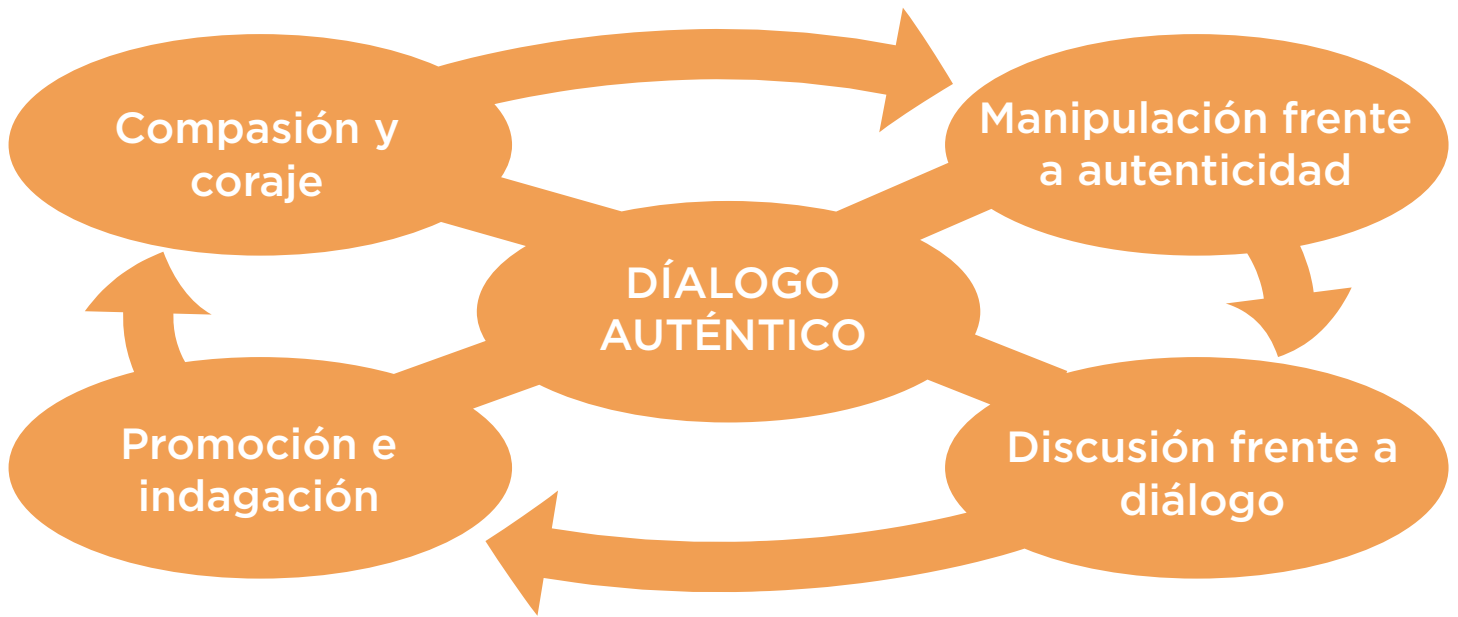 Compasión y
coraje
Manipulación frente
a autenticidad
DÍALOGO
AUTÉNTICO
Promoción e
indagación
Discusión frente a
diálogo